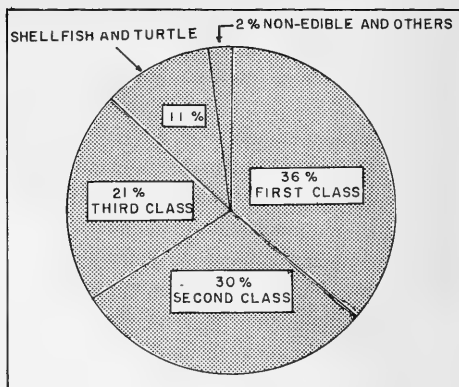 2% NON-EDIBLE AND OTHERS
SHELLFISH AND TURTLE
11 %
36 %
FIRST CLASS
21 %
THIRD CLASS
30 %
SECOND CLASS